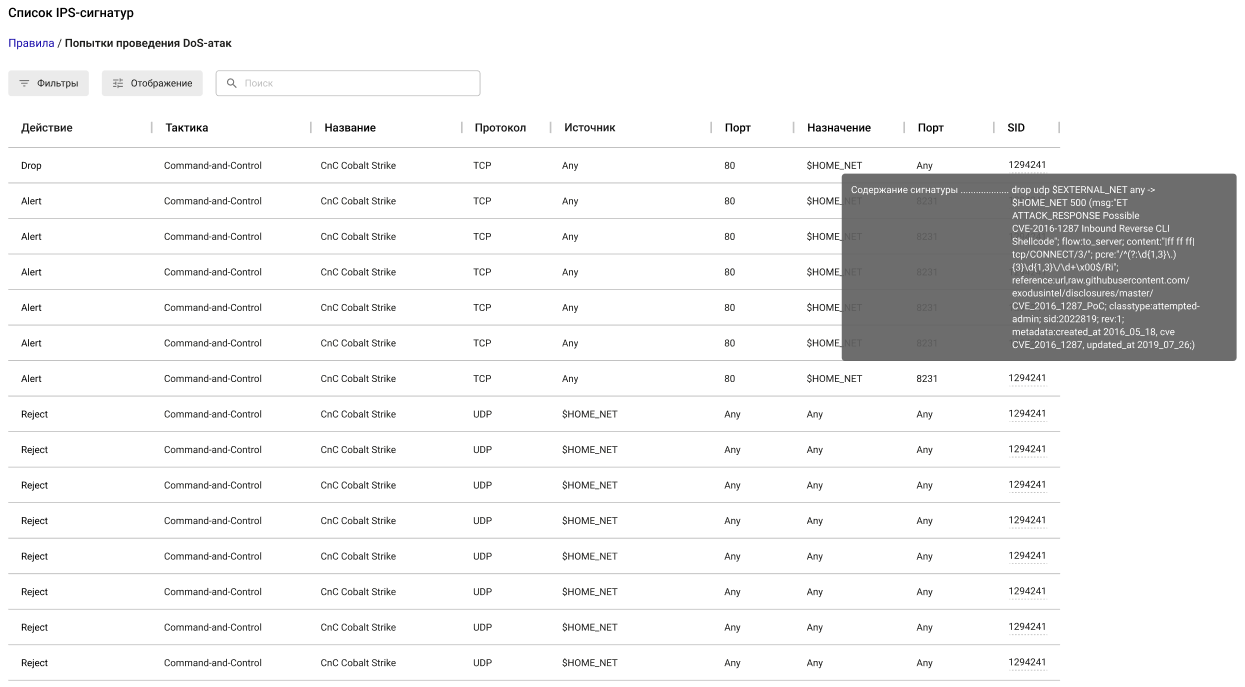 Список IPS-сигнатур
Правила / Попытки проведения DoS-атак
Фильтры Отображение Поиск
Действие Тактика Название Протокол Источник Порт Назначение Порт SID
Drop Command-and-Control CnC Cobalt Strike TCP Any 80 $HOME_NET Any 1294241
Alert Command-and-Control CnC Cobalt Strike TCP Any 80 $HOME_NET 8231
Alert Command-and-Control CnC Cobalt Strike TCP Any 80 $HOME_NET 8231
Alert Command-and-Control CnC Cobalt Strike TCP Any 80 $HOME_NET 8231
Alert Command-and-Control CnC Cobalt Strike TCP Any 80 $HOME_NET 8231
Alert Command-and-Control CnC Cobalt Strike TCP Any 80 $HOME_NET 8231
Содержание сигнатуры ................... drop udp $EXTERNAL_NET any ->
$HOME_NET 500 (msg:"ET
ATTACK_RESPONSE Possible
CVE-2016-1287 Inbound Reverse CLI
Shellcode"; flow:to_server; content:"|ff ff ff|
tcp/CONNECT/3/"; pcre:"/^(?:\d{1,3}\.)
{3}\d{1,3}\/\d+\x00$/Ri";
reference:url,raw.githubusercontent.com/
exodusintel/disclosures/master/
CVE_2016_1287_PoC; classtype:attempted-
admin; sid:2022819; rev:1;
metadata:created_at 2016_05_18, cve
CVE_2016_1287, updated_at 2019_07_26;)
Alert Command-and-Control CnC Cobalt Strike TCP Any 80 $HOME_NET 8231 1294241
Reject Command-and-Control CnC Cobalt Strike UDP $HOME_NET Any Any Any 1294241
Reject Command-and-Control CnC Cobalt Strike UDP $HOME_NET Any Any Any 1294241
Reject Command-and-Control CnC Cobalt Strike UDP $HOME_NET Any Any Any 1294241
Reject Command-and-Control CnC Cobalt Strike UDP $HOME_NET Any Any Any 1294241
Reject Command-and-Control CnC Cobalt Strike UDP $HOME_NET Any Any Any 1294241
Reject Command-and-Control CnC Cobalt Strike UDP $HOME_NET Any Any Any 1294241
Reject Command-and-Control CnC Cobalt Strike UDP $HOME_NET Any Any Any 1294241
Reject Command-and-Control CnC Cobalt Strike UDP $HOME_NET Any Any Any 1294241